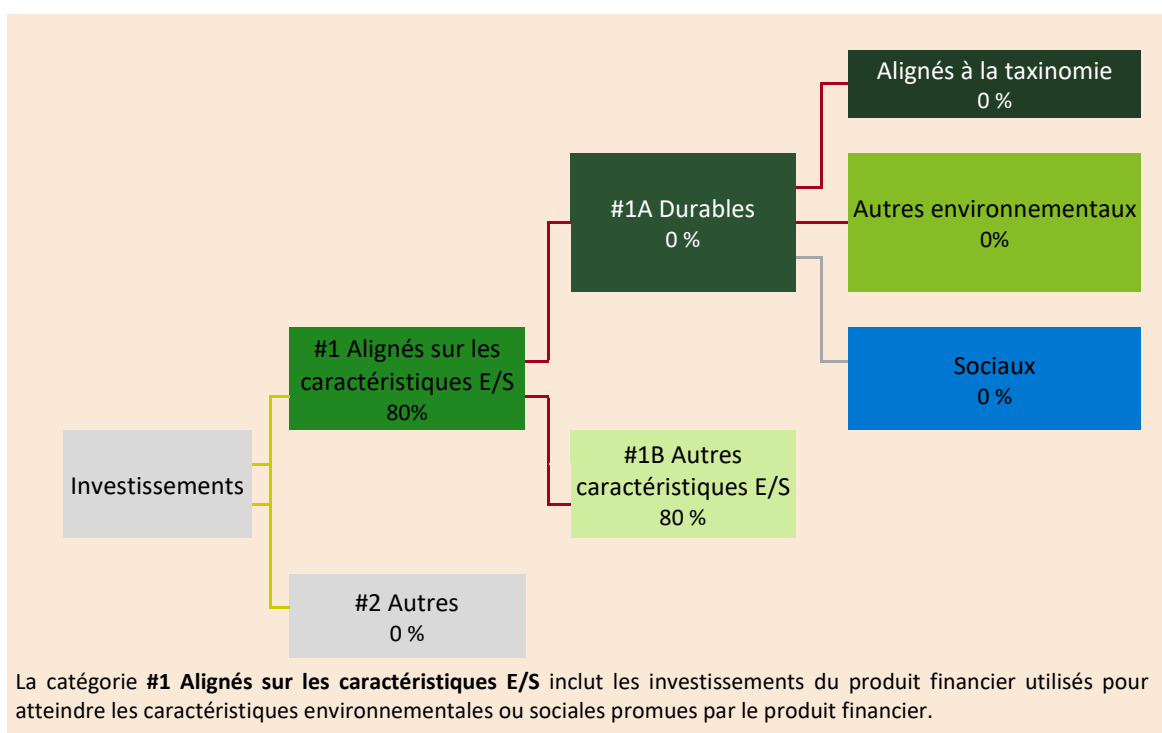 Alignés à la taxinomie
0 %
#1A Durables
0 %
Autres environnementaux
0%
#1 Alignés sur les
caractéristiques E/S
80%
Sociaux
0 %
Investissements
#1B Autres
caractéristiques E/S
80 %
#2 Autres
0 %
La catégorie #1 Alignés sur les caractéristiques E/S inclut les investissements du produit financier utilisés pour
atteindre les caractéristiques environnementales ou sociales promues par le produit financier.